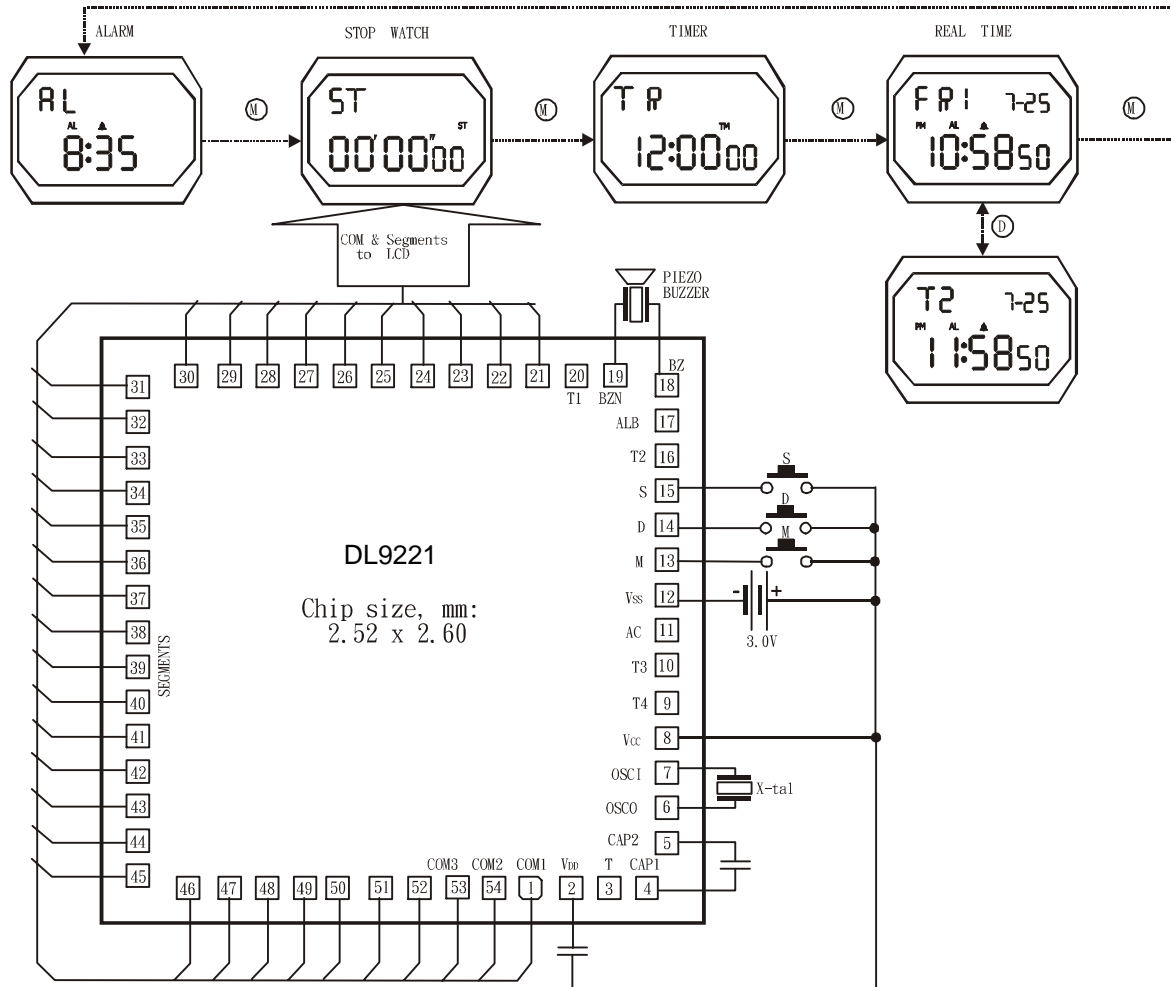 ALARM
STOP WATCH
TIMER
REAL TIME
AL
AL
8:35
M
ST
ST
00'00"00
M
TR
TM
12:0000
M
FRI 7-25
PM AL
10:5850
M
D
T2 7-25
PM AL
11:5850
COM & Segments
to LCD
PIEZO
BUZZER
30 29 28 27 26 25 24 23 22 21 20 19
T1 BZN
BZ
18
ALB 17
T2 16
S 15
D 14
M 13
Vss 12
AC 11
T3 10
T4 9
Vcc 8
OSCI 7
OSCO 6
CAP2 5
S
D
M
- +
3.0V
X-tal
31
32
33
34
35
36
37
38
39
40
41
42
43
44
45
SEGMENTS
DL9221
Chip size, mm:
2.52 x 2.60
COM3 COM2 COM1 VDD T CAP1
46 47 48 49 50 51 52 53 54 1 2 3 4